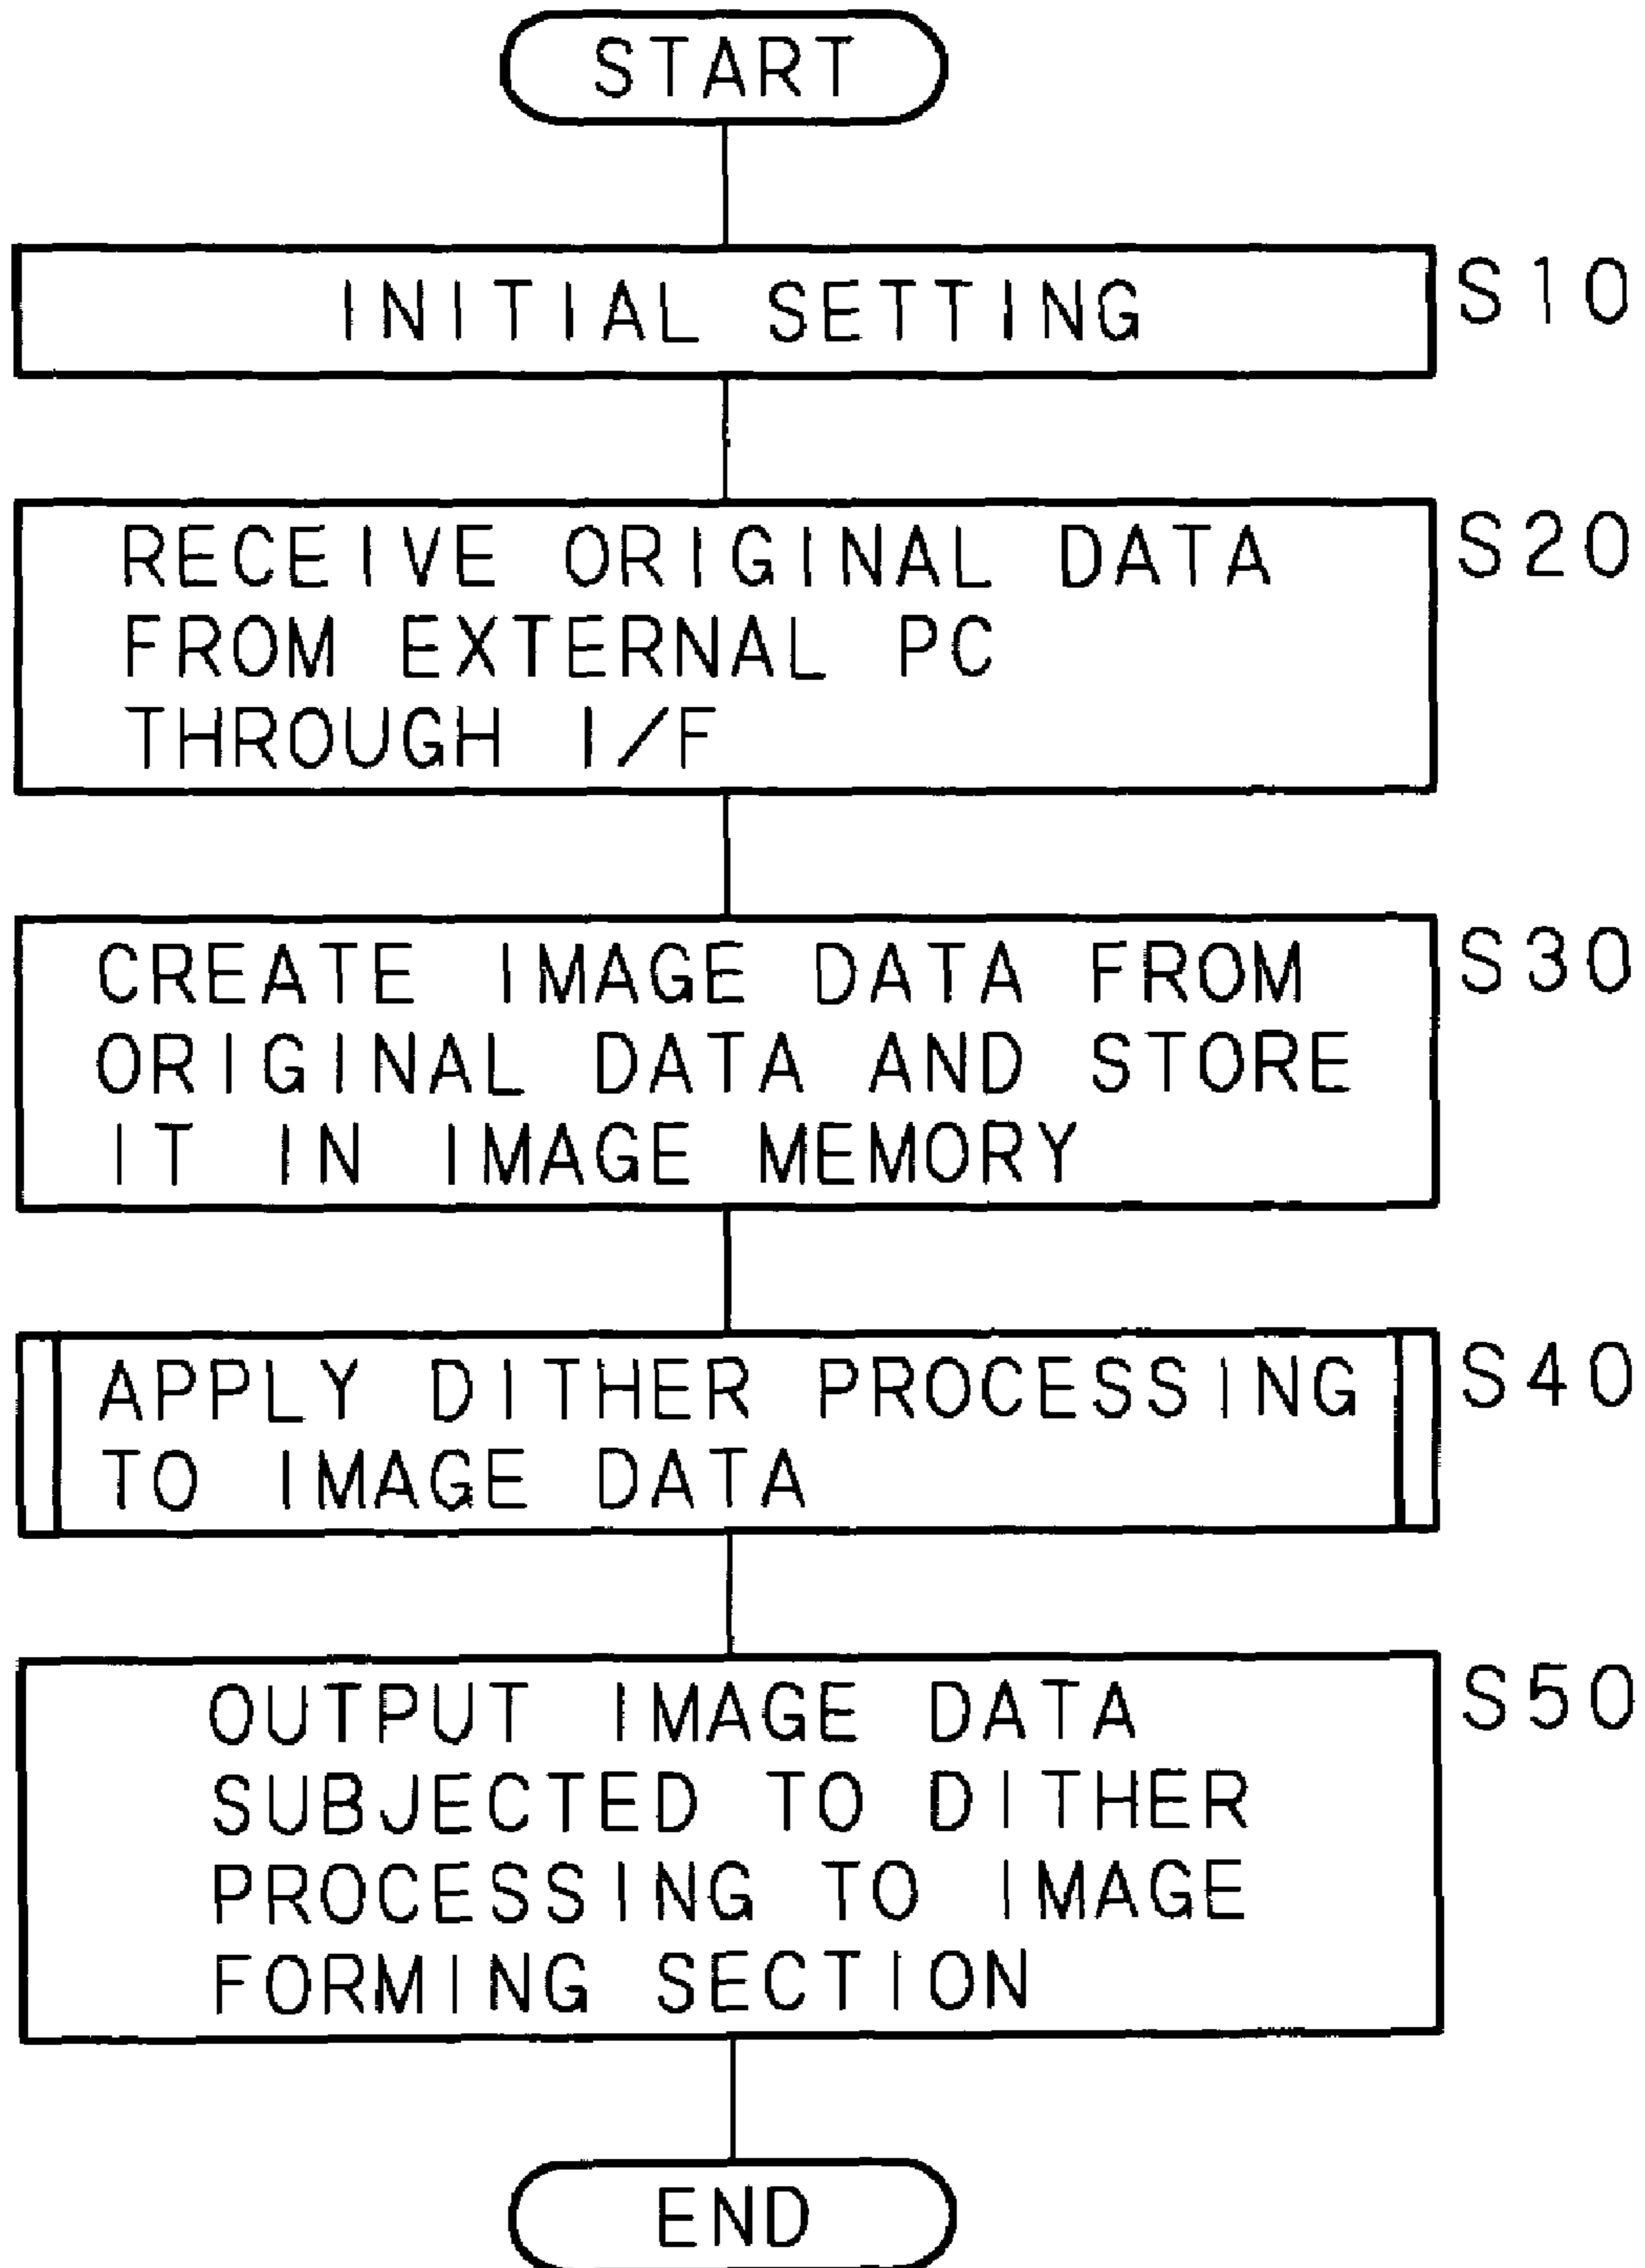 START
INITIAL SETTING S10
RECEIVE ORIGINAL DATA S20
FROM EXTERNAL PC
THROUGH I/F
CREATE IMAGE DATA FROM S30
ORIGINAL DATA AND STORE
IT IN IMAGE MEMORY
APPLY DITHER PROCESSING S40
TO IMAGE DATA
OUTPUT IMAGE DATA S50
SUBJECTED TO DITHER
PROCESSING TO IMAGE
FORMING SECTION
END